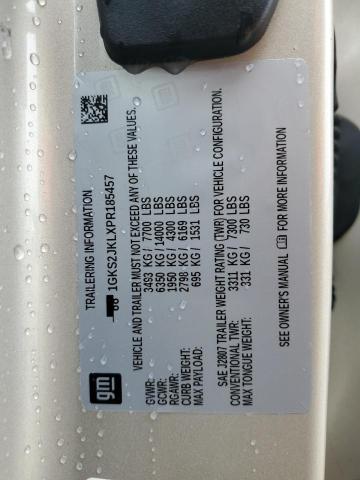 gm
TRAILERING INFORMATION
1GKS2JKLXPR185457
VEHICLE AND TRAILER MUST NOT EXCEED ANY OF THESE VALUES.
GVWR: 3493 KG / 7700 LBS
GCWR: 6350 KG / 14000 LBS
RGAWR: 1950 KG / 4300 LBS
CURB WEIGHT: 2798 KG / 6169 LBS
MAX PAYLOAD: 695 KG / 1531 LBS
SAE J2807 TRAILER WEIGHT RATING (TWR) FOR VEHICLE CONFIGURATION.
CONVENTIONAL TWR: 3311 KG / 7300 LBS
MAX TONGUE WEIGHT: 331 KG / 730 LBS
SEE OWNER'S MANUAL FOR MORE INFORMATION